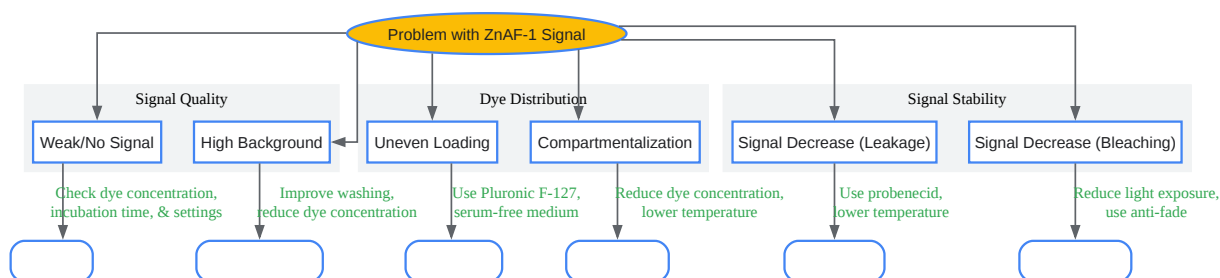 Problem with ZnAF-1 Signal
Signal Quality
Dye Distribution
Signal Stability
Weak/No Signal
High Background
Uneven Loading
Compartmentalization
Signal Decrease (Leakage)
Signal Decrease (Bleaching)
Check dye concentration,
incubation time, & settings
Improve washing,
reduce dye concentration
Use Pluronic F-127,
serum-free medium
Reduce dye concentration,
lower temperature
Use probenecid,
lower temperature
Reduce light exposure,
use anti-fade